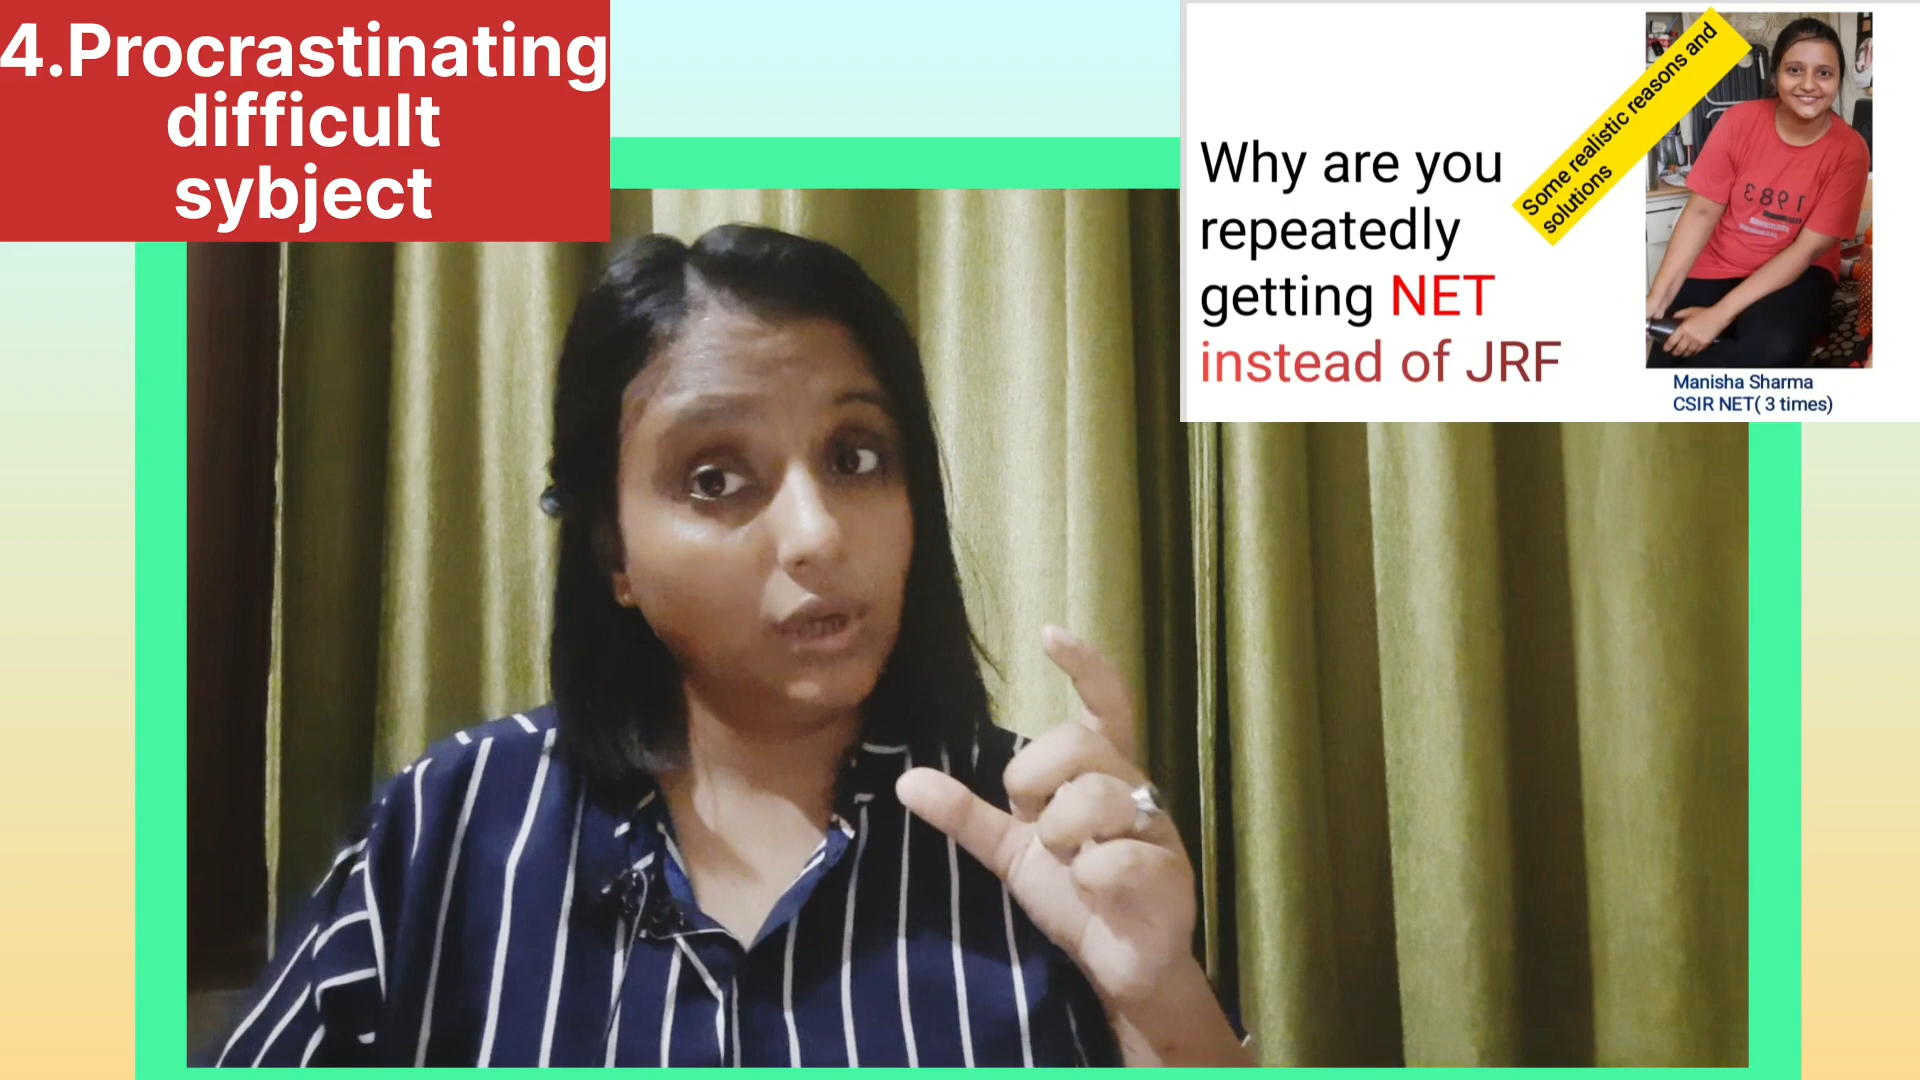 4.Procrastinating
difficult
sybject
Some realistic reasons and
solutions
Why are you
repeatedly
getting NET
instead of JRF
1983
Manisha Sharma
CSIR NET( 3 times)